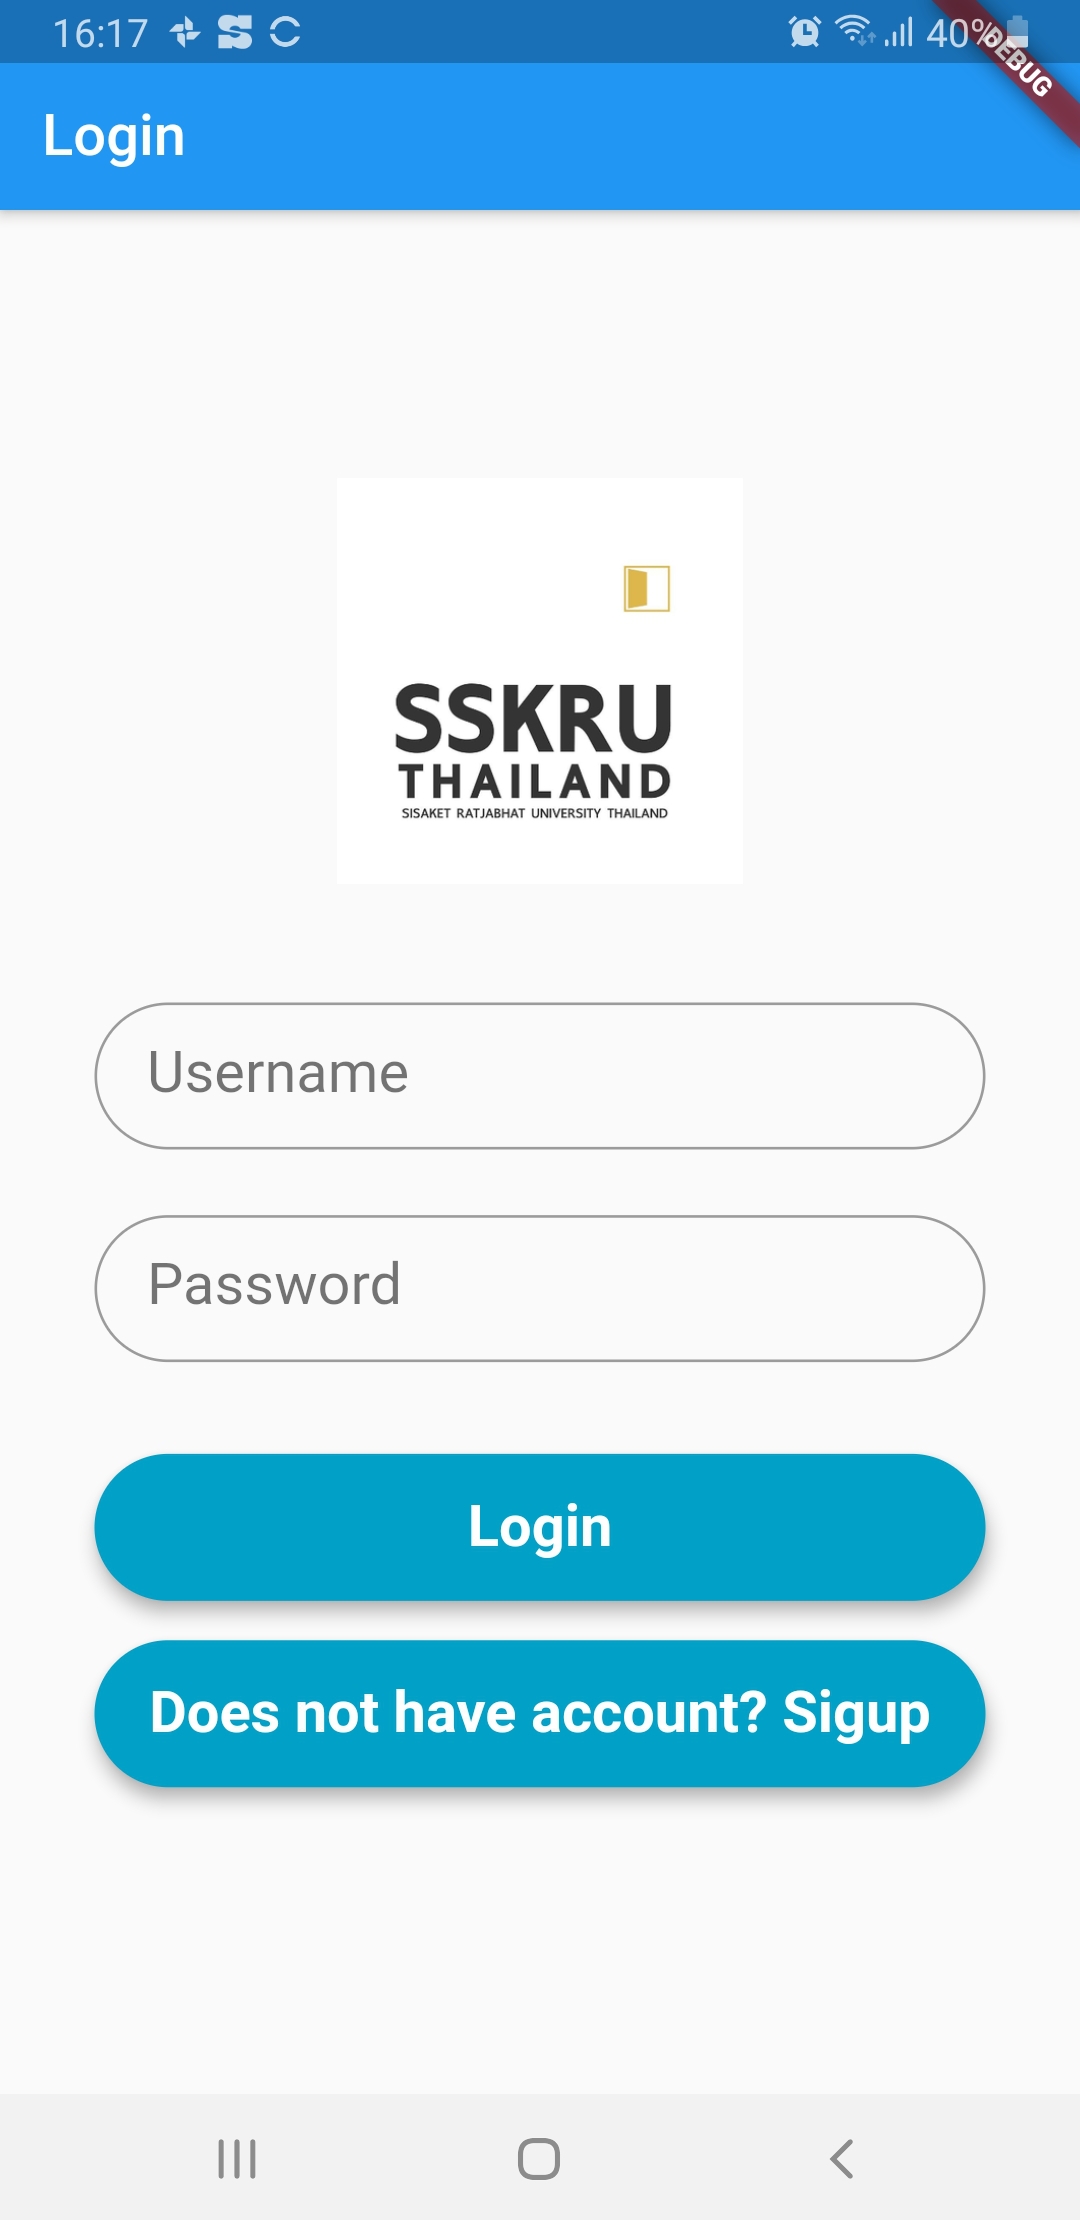 16:17 40%
DEBUG
Login
SSKRU
THAILAND
SISAKET RATJABHAT UNIVERSITY THAILAND
Username
Password
Login
Does not have account? Sigup